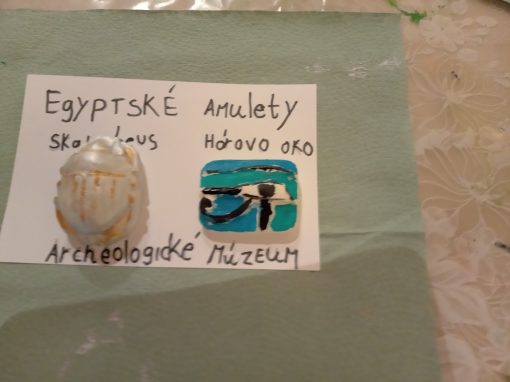 Egyptské Amulety
Hórovo oko
Archeologické Múzeum